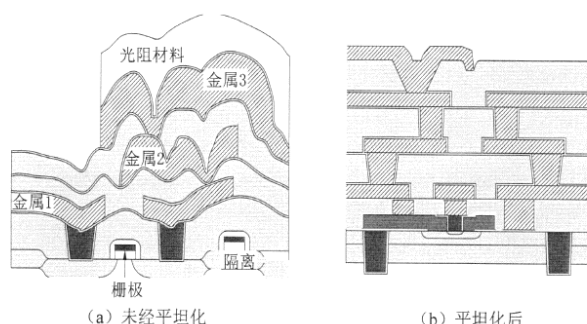 光阻材料
金属3
金属2
金属1
隔离
栅极
（a）未经平坦化
（b）平坦化后